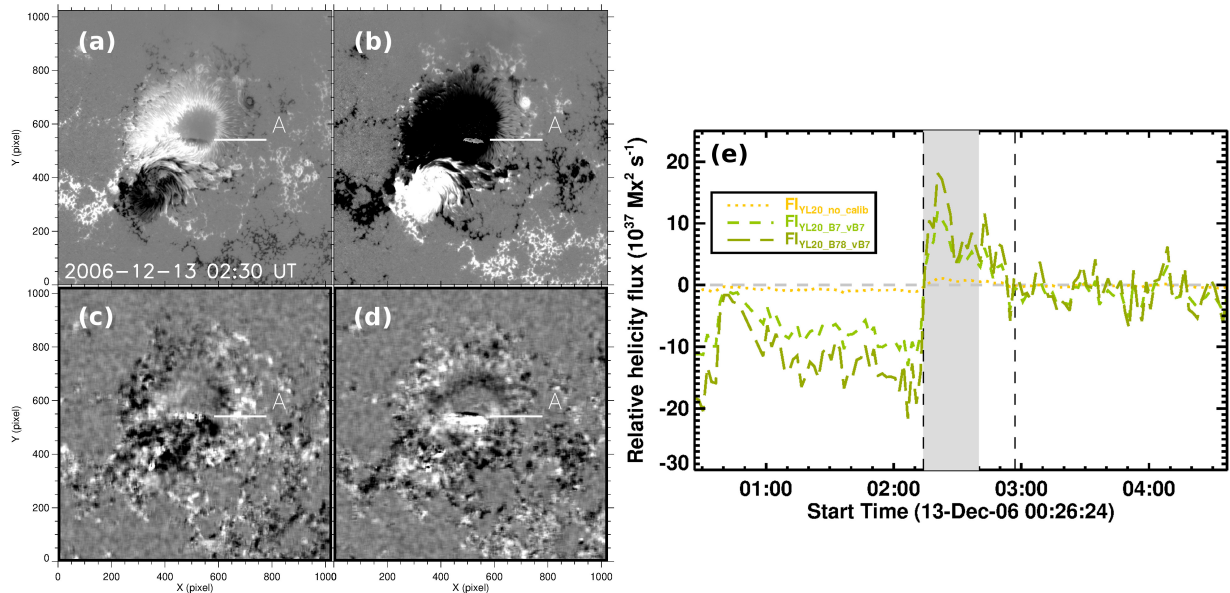 (a)
A
2006−12−13 02:30 UT
Y (pixel)
1000
800
600
400
200
0
(b)
A
(c)
A
Y (pixel)
1000
800
600
400
200
0
0 200 400 600 800 1000
X (pixel)
(d)
A
0 200 400 600 800 1000
X (pixel)
(e)
Relative helicity flux (10^37 Mx^2 s^-1)
20
10
0
-10
-20
-30
FI_YL20_no_calib
FI_YL20_B7_vB7
FI_YL20_B78_vB7
01:00 02:00 03:00 04:00
Start Time (13-Dec-06 00:26:24)